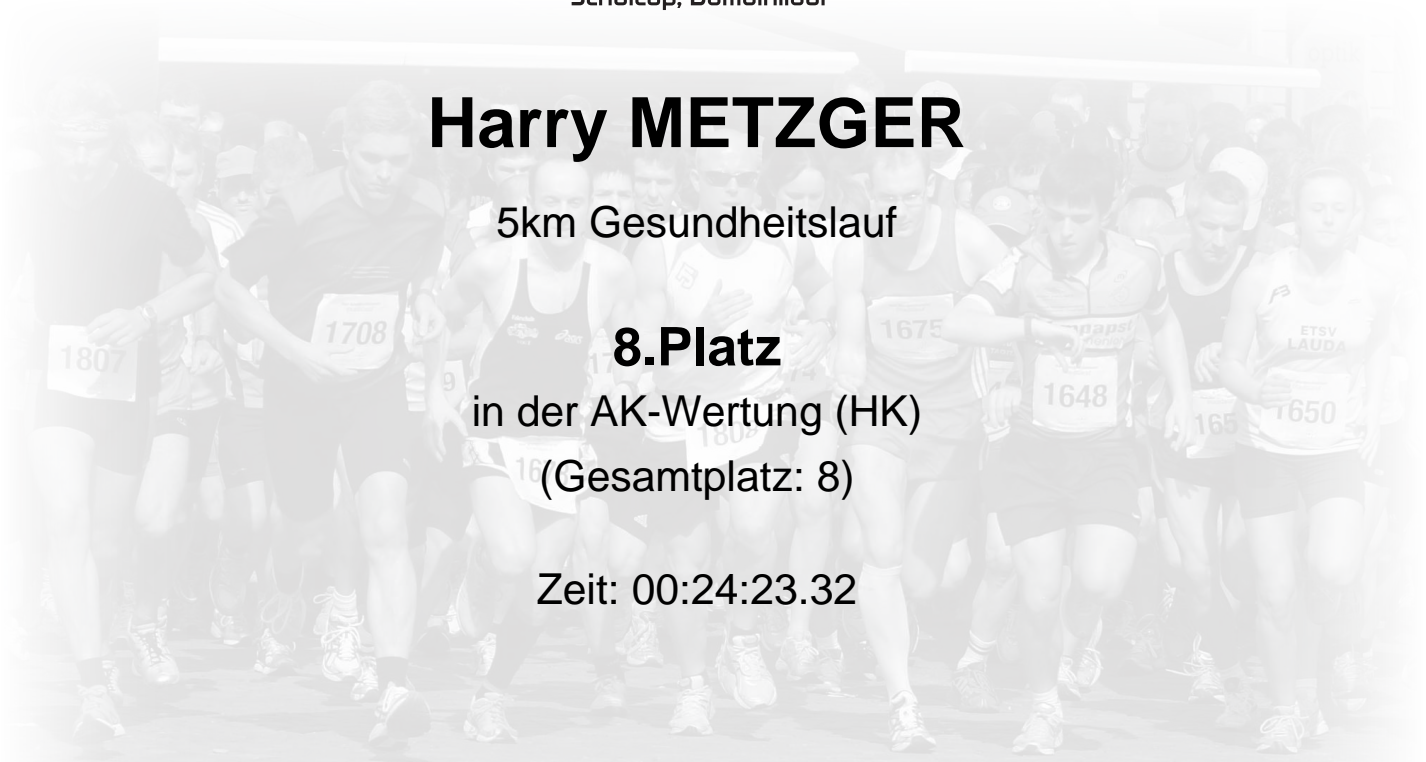 Harry METZGER
5km Gesundheitslauf
8.Platz
in der AK-Wertung (HK)
(Gesamtplatz: 8)
Zeit: 00:24:23.32
1807
1708
1675
1648
1650
165
ETSV
LAUDA